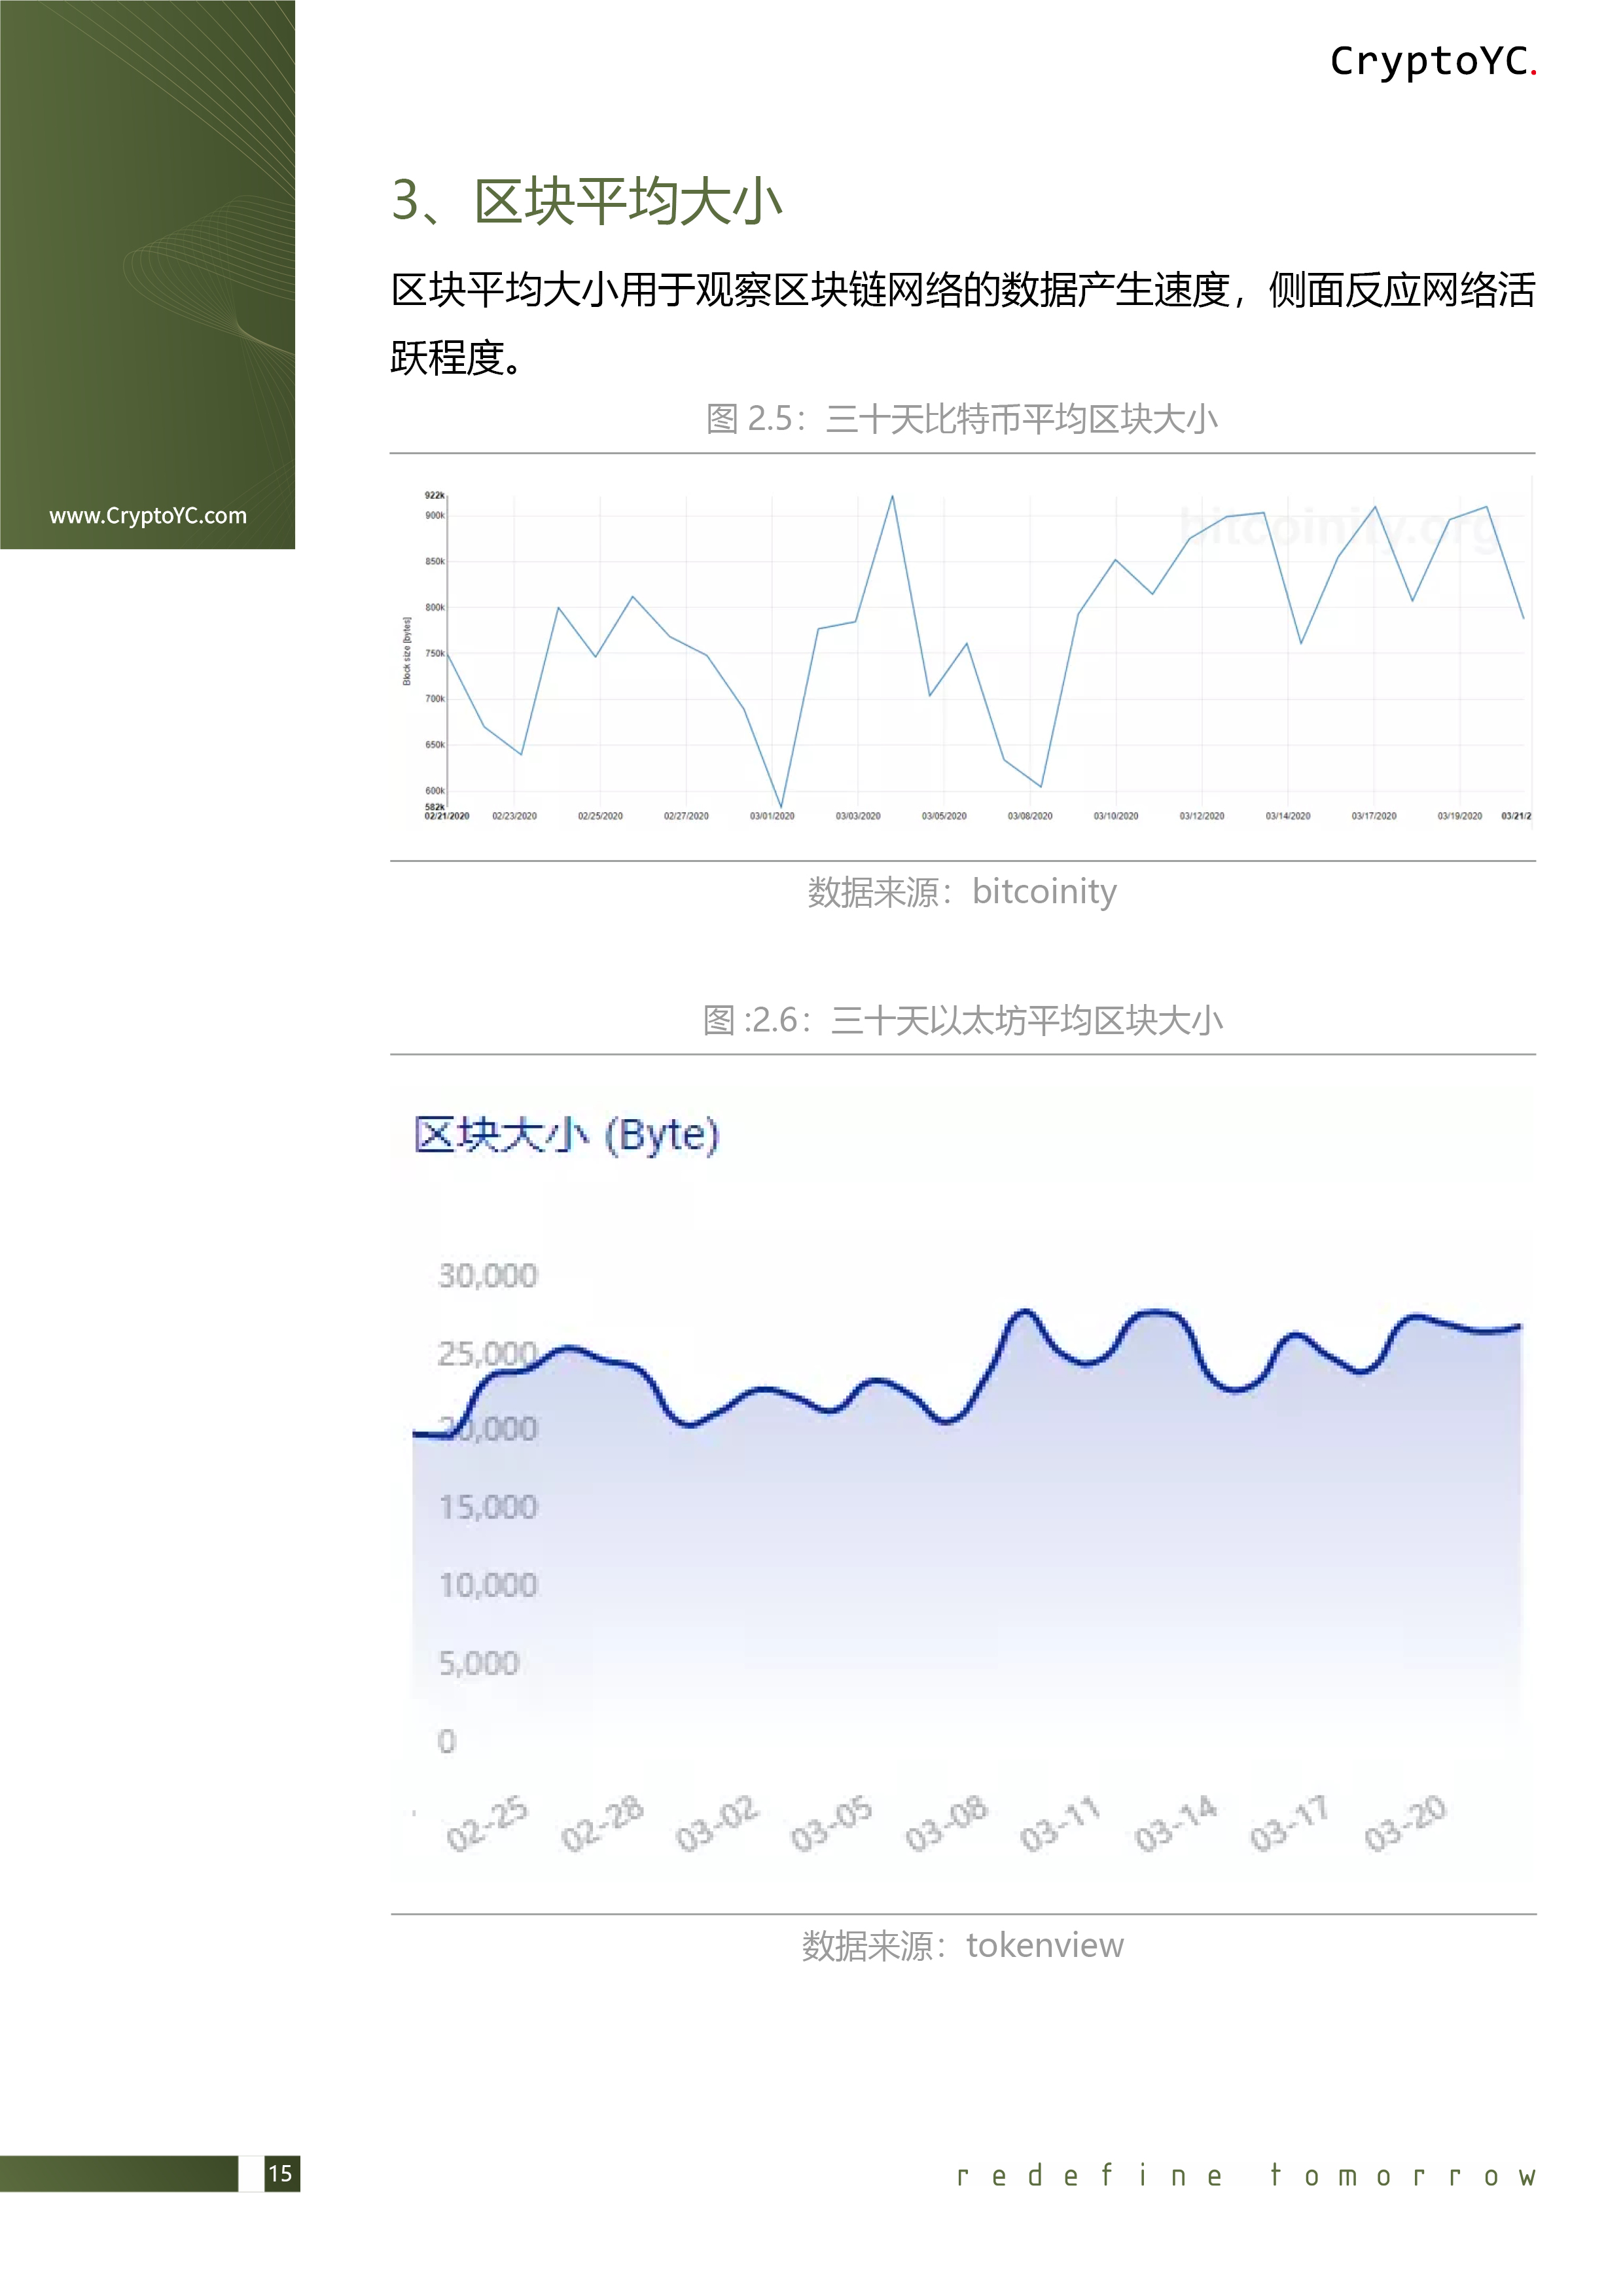 CryptoYC.
www.CryptoYC.com
3、区块平均大小
区块平均大小用于观察区块链网络的数据产生速度，侧面反应网络活
跃程度。
图 2.5：三十天比特币平均区块大小
bitcoinity.org
922k
900k
850k
800k
750k
700k
650k
600k
582k
Block size [bytes]
02/21/2020 02/23/2020 02/25/2020 02/27/2020 03/01/2020 03/03/2020 03/05/2020 03/08/2020 03/10/2020 03/12/2020 03/14/2020 03/17/2020 03/19/2020 03/21/2
数据来源：bitcoinity
图 :2.6：三十天以太坊平均区块大小
区块大小 (Byte)
30,000
25,000
20,000
15,000
10,000
5,000
0
02-25 02-28 03-02 03-05 03-08 03-11 03-14 03-17 03-20
数据来源：tokenview
15
redefine tomorrow